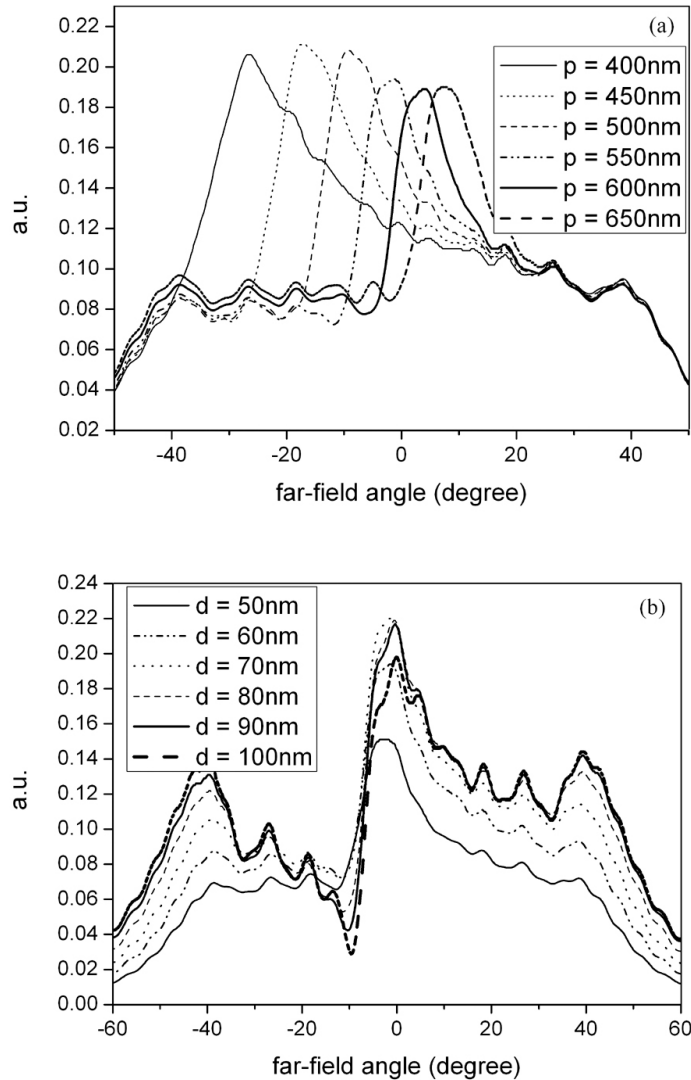 (a)
0.22
0.20
0.18
0.16
0.14
0.12
0.10
0.08
0.06
0.04
0.02
a.u.
p = 400nm
p = 450nm
p = 500nm
p = 550nm
p = 600nm
p = 650nm
-40 -20 0 20 40
far-field angle (degree)
(b)
0.24
0.22
0.20
0.18
0.16
0.14
0.12
0.10
0.08
0.06
0.04
0.02
0.00
a.u.
d = 50nm
d = 60nm
d = 70nm
d = 80nm
d = 90nm
d = 100nm
-60 -40 -20 0 20 40 60
far-field angle (degree)